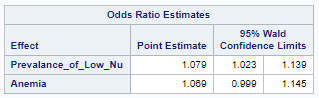 Odds Ratio Estimates
Effect Point Estimate 95% Wald Confidence Limits
Prevalance_of_Low_Nu 1.079 1.023 1.139
Anemia 1.069 0.999 1.145